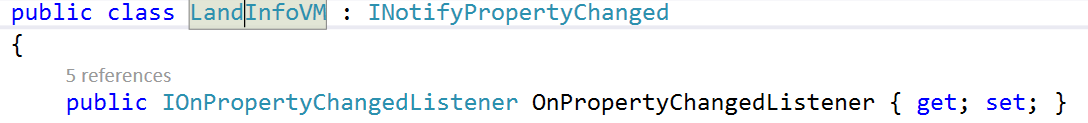 public class LandInfoVM : INotifyPropertyChanged
{
5 references
public IOnPropertyChangedListener OnPropertyChangedListener { get; set; }